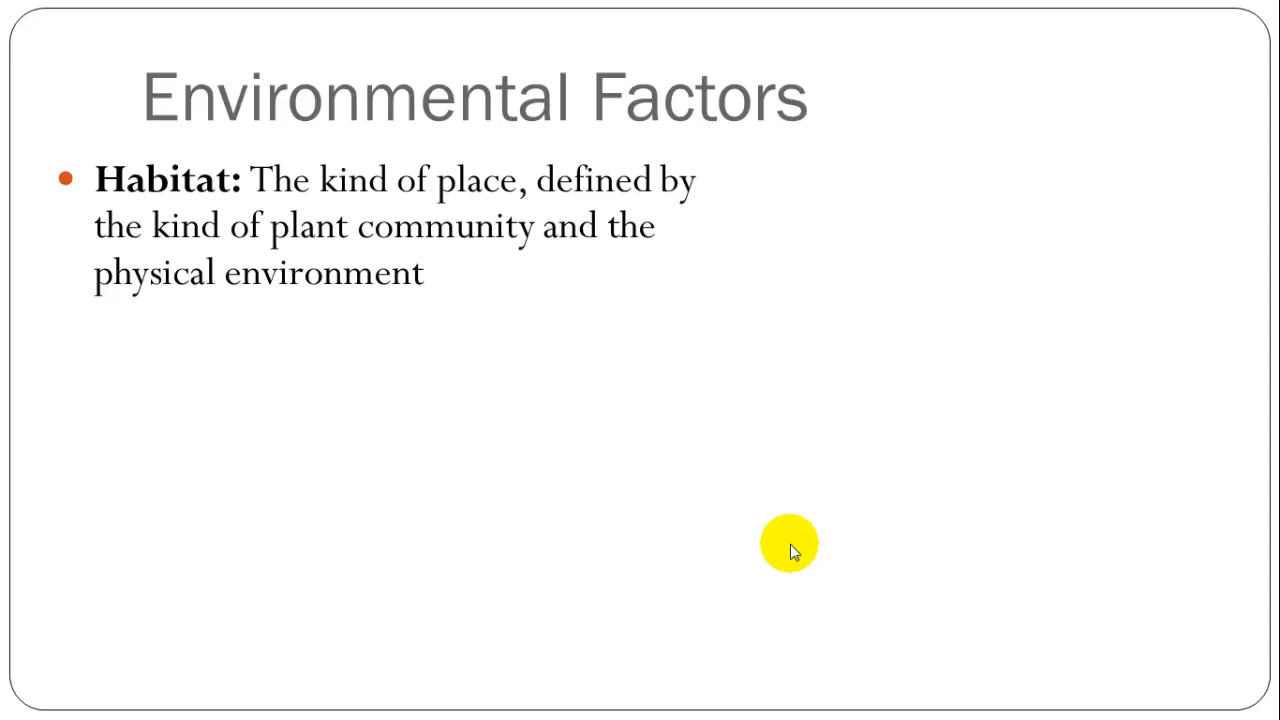 Environmental Factors
• Habitat: The kind of place, defined by
the kind of plant community and the
physical environment